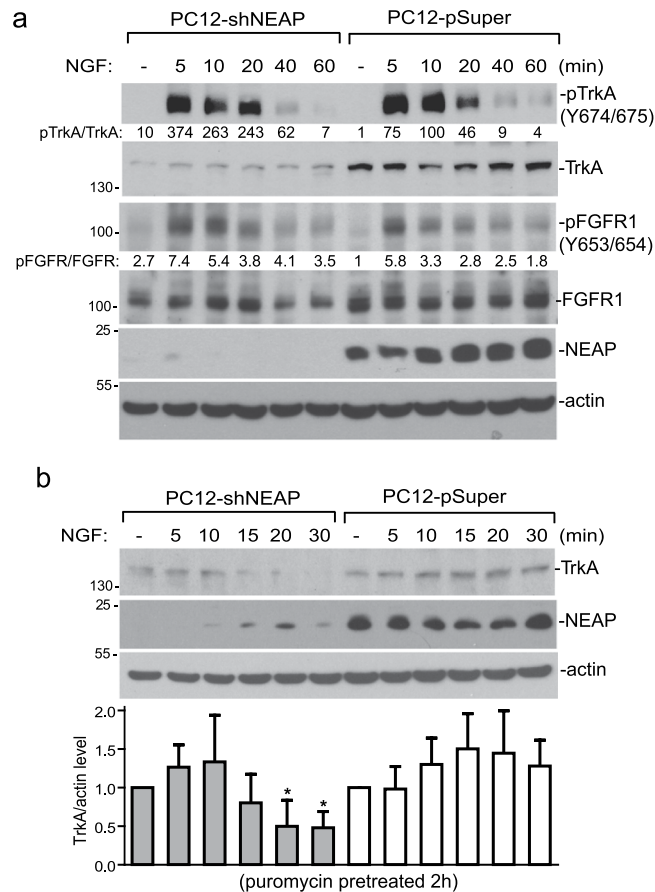 a
PC12-shNEAP PC12-pSuper
NGF: - 5 10 20 40 60 - 5 10 20 40 60 (min)
-pTrkA
(Y674/675)
pTrkA/TrkA: 10 374 263 243 62 7 1 75 100 46 9 4
-TrkA
130-
100- -pFGFR1
(Y653/654)
pFGFR/FGFR: 2.7 7.4 5.4 3.8 4.1 3.5 1 5.8 3.3 2.8 2.5 1.8
100- -FGFR1
25-
-NEAP
55-
-actin
b
PC12-shNEAP PC12-pSuper
NGF: - 5 10 15 20 30 - 5 10 15 20 30 (min)
-TrkA
130-
25-
-NEAP
55-
-actin
TrkA/actin level
2.0
1.5
1.0
0.5
0.0
* *
(puromycin pretreated 2h)